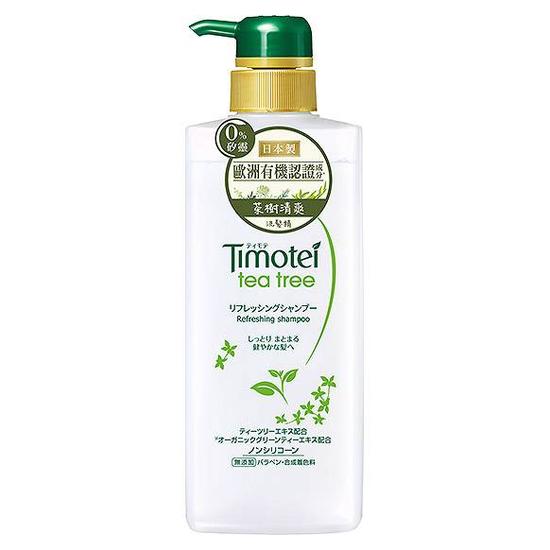 0%
矽靈
日本製
歐洲有機認證成分
茶樹清爽
洗髮精
ティモテ
Timotei
tea tree
リフレッシングシャンプー
Refreshing shampoo
しっとり まとまる
健やかな髪へ
ティーツリーエキス配合
*オーガニックグリーンティーエキス配合
ノンシリコーン
無添加 パラベン・合成着色料